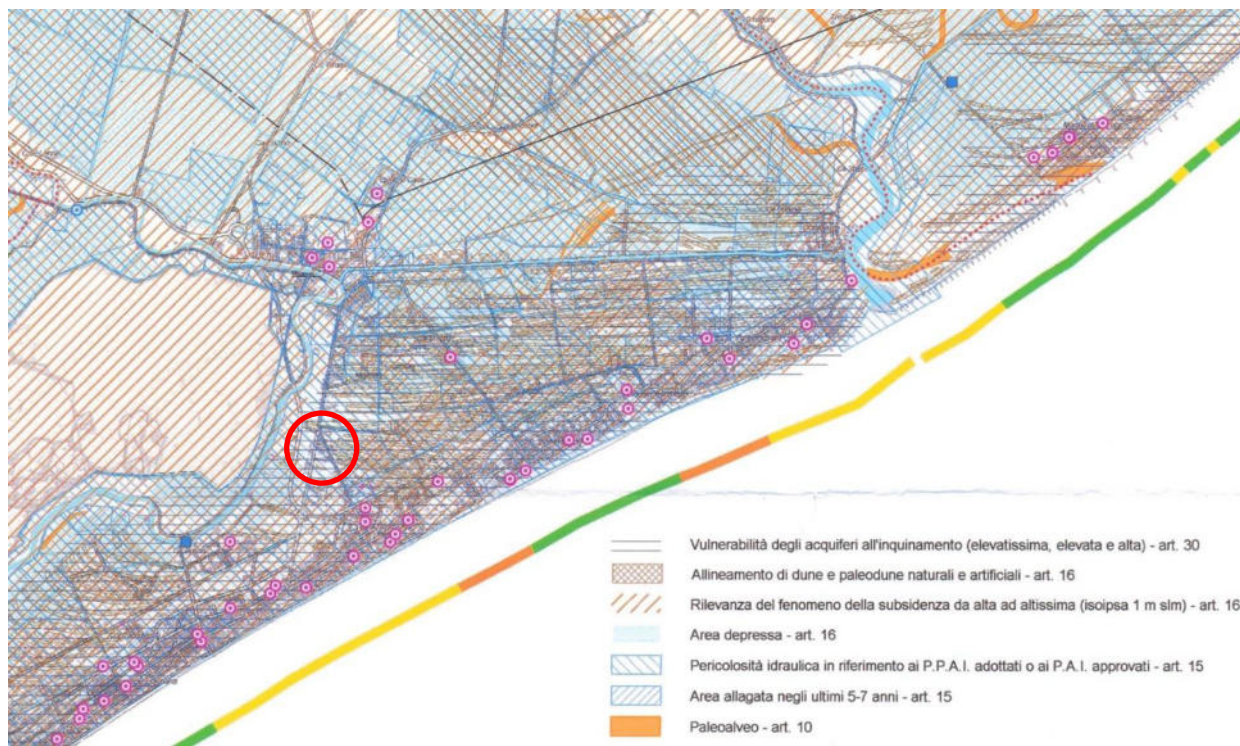 Vulnerabilità degli acquiferi all'inquinamento (elevatissima, elevata e alta) - art. 30
Allineamento di dune e paleodune naturali e artificiali - art. 16
Rilevanza del fenomeno della subsidenza da alta ad altissima (isoipsa 1 m slm) - art. 16
Area depressa - art. 16
Pericolosità idraulica in riferimento ai P.P.A.I. adottati o ai P.A.I. approvati - art. 15
Area allagata negli ultimi 5-7 anni - art. 15
Paleoalveo - art. 10